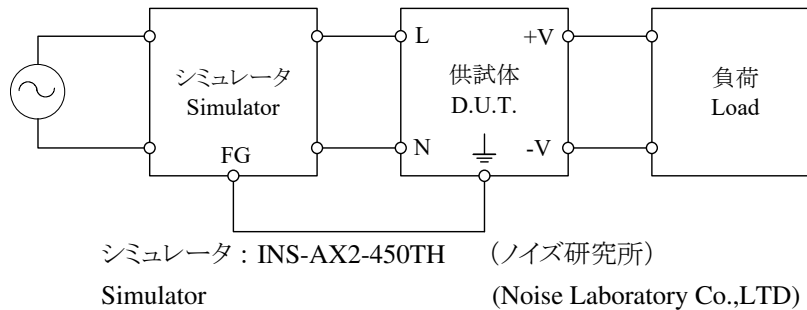 シミュレータ
Simulator
FG
L
N
供試体
D.U.T.
+V
-V
負荷
Load
シミュレータ : INS-AX2-450TH (ノイズ研究所)
Simulator (Noise Laboratory Co.,LTD)